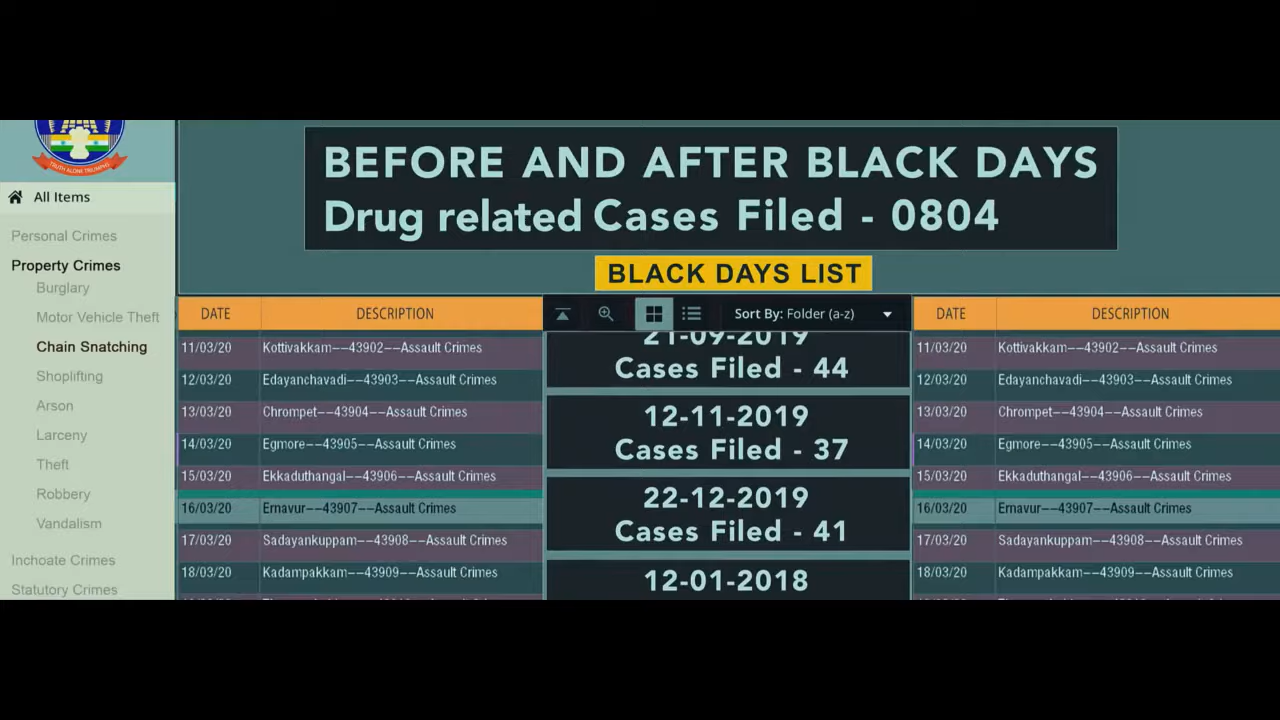 TRUTH ALONE TRIUMPHS
All Items
Personal Crimes
Property Crimes
Burglary
Motor Vehicle Theft
Chain Snatching
Shoplifting
Arson
Larceny
Theft
Robbery
Vandalism
Inchoate Crimes
Statutory Crimes
BEFORE AND AFTER BLACK DAYS
Drug related Cases Filed - 0804
BLACK DAYS LIST
DATE DESCRIPTION
11/03/20 Kottivakkam--43902--Assault Crimes
12/03/20 Edayanchavadi--43903--Assault Crimes
13/03/20 Chrompet--43904--Assault Crimes
14/03/20 Egmore--43905--Assault Crimes
15/03/20 Ekkaduthangal--43906--Assault Crimes
16/03/20 Ernavur--43907--Assault Crimes
17/03/20 Sadayankuppam--43908--Assault Crimes
18/03/20 Kadampakkam--43909--Assault Crimes
Sort By: Folder (a-z)
21-09-2019
Cases Filed - 44
12-11-2019
Cases Filed - 37
22-12-2019
Cases Filed - 41
12-01-2018
DATE DESCRIPTION
11/03/20 Kottivakkam--43902--Assault Crimes
12/03/20 Edayanchavadi--43903--Assault Crimes
13/03/20 Chrompet--43904--Assault Crimes
14/03/20 Egmore--43905--Assault Crimes
15/03/20 Ekkaduthangal--43906--Assault Crimes
16/03/20 Ernavur--43907--Assault Crimes
17/03/20 Sadayankuppam--43908--Assault Crimes
18/03/20 Kadampakkam--43909--Assault Crimes